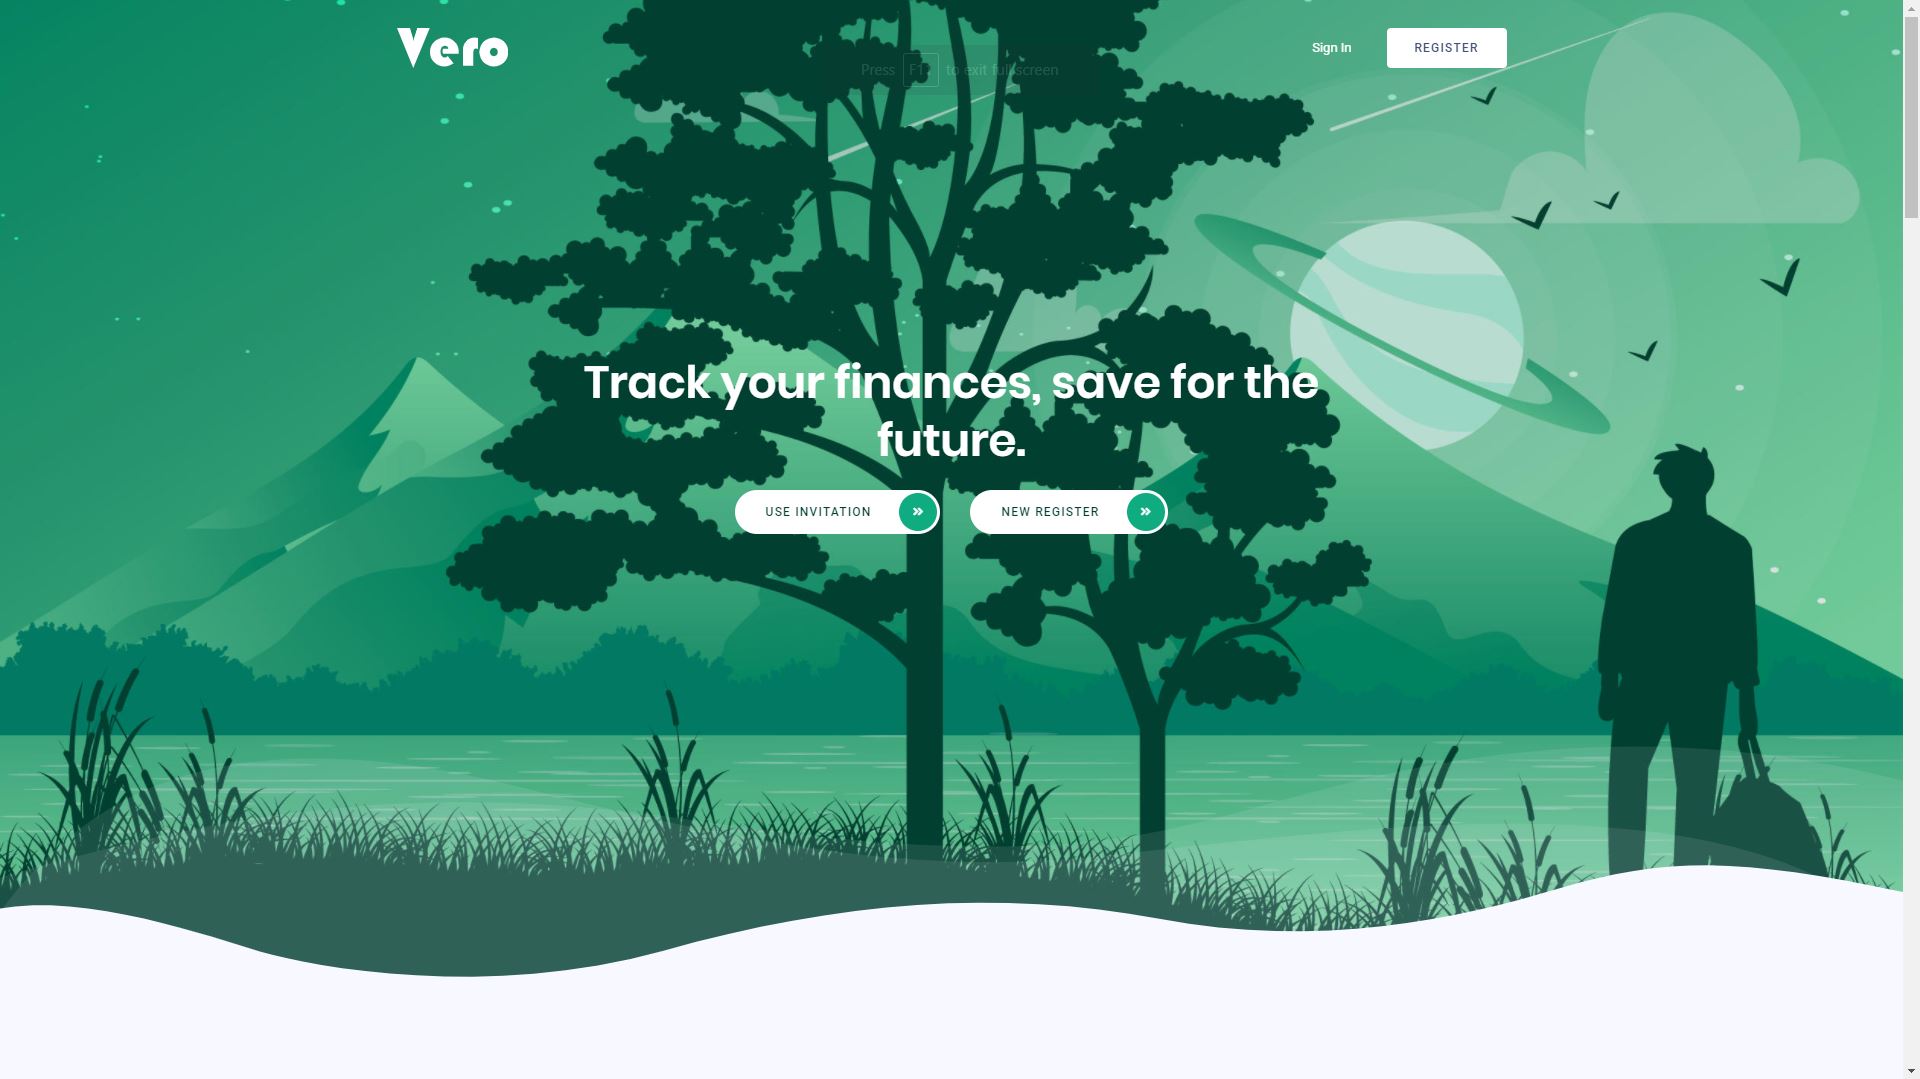 Vero
Press F11 to exit full screen
Sign In
REGISTER
Track your finances, save for the
future.
USE INVITATION
NEW REGISTER